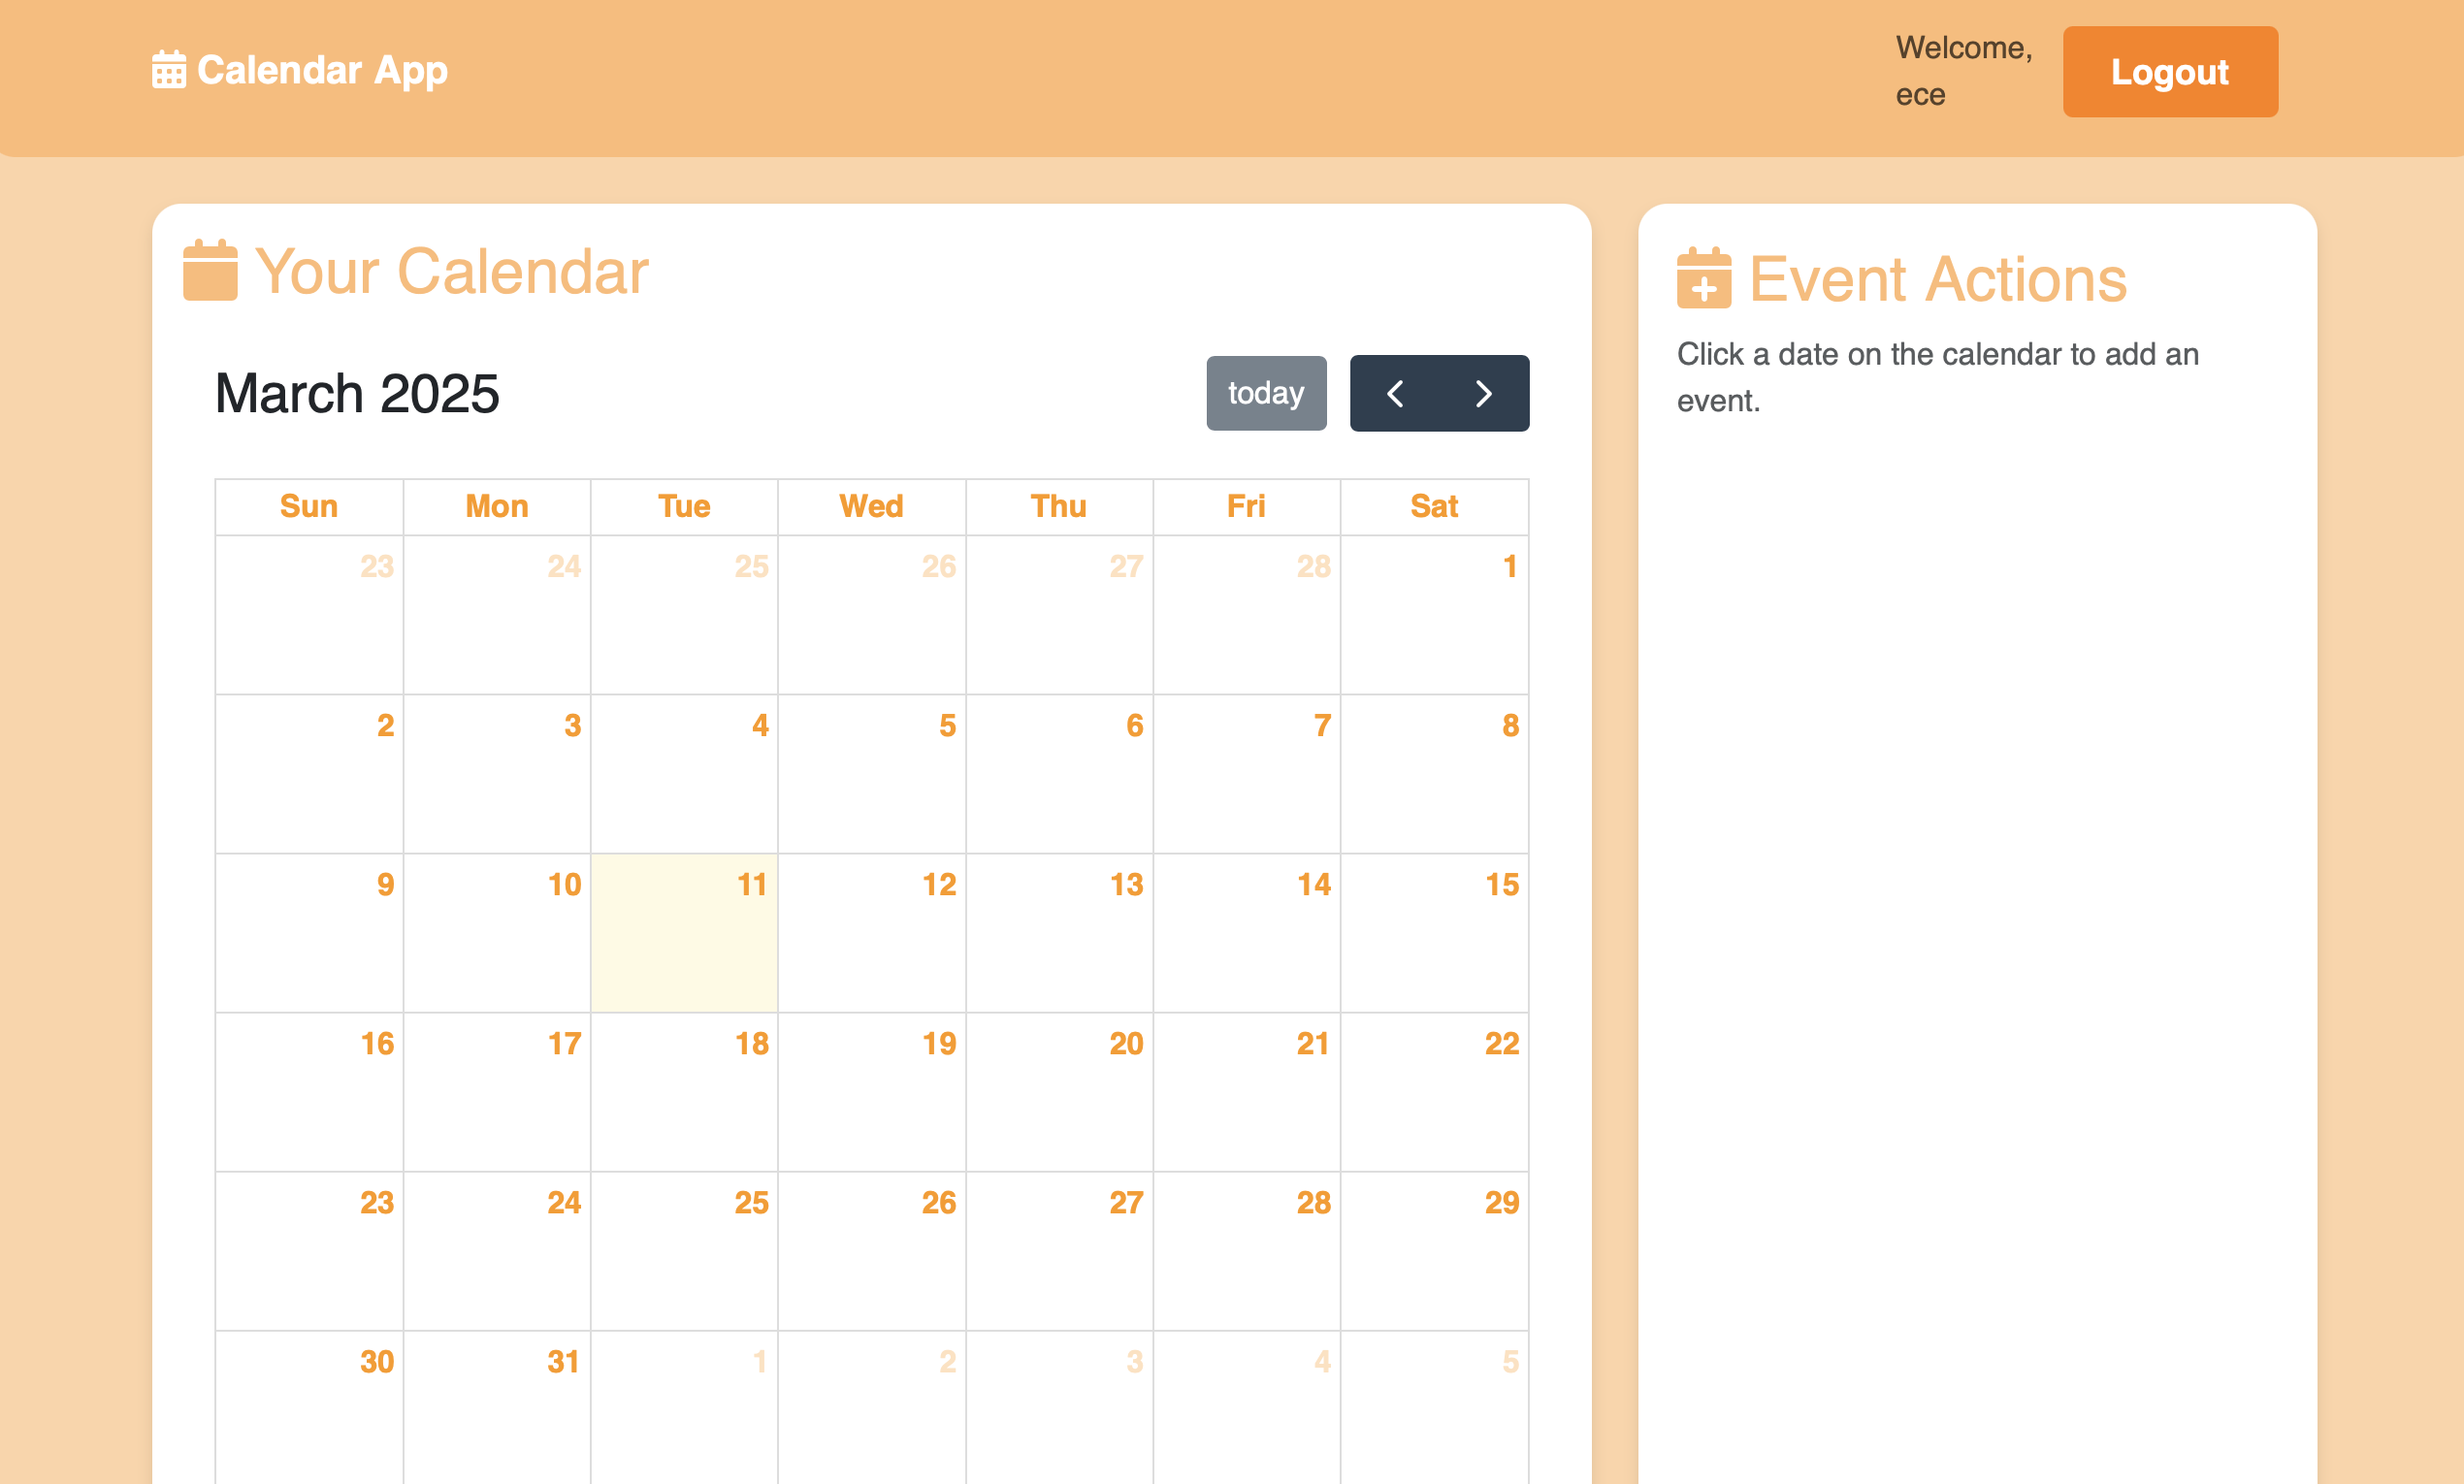 Calendar App
Welcome,
ece
Logout
Your Calendar
March 2025
today
Sun Mon Tue Wed Thu Fri Sat
23 24 25 26 27 28 1
2 3 4 5 6 7 8
9 10 11 12 13 14 15
16 17 18 19 20 21 22
23 24 25 26 27 28 29
30 31 1 2 3 4 5
Event Actions
Click a date on the calendar to add an
event.